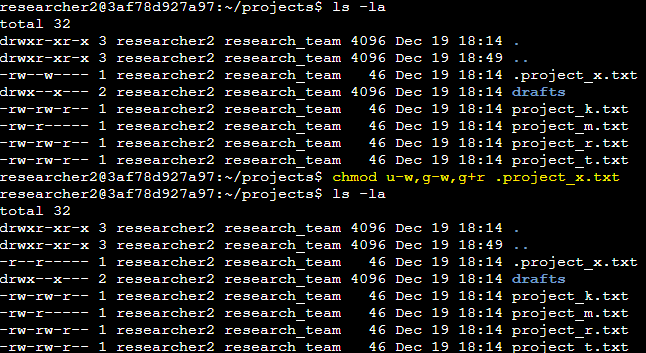 researcher2@3af78d927a97:~/projects$ ls -la
total 32
drwxr-xr-x 3 researcher2 research_team 4096 Dec 19 18:14 .
drwxr-xr-x 3 researcher2 research_team 4096 Dec 19 18:49 ..
-rw--w---- 1 researcher2 research_team   46 Dec 19 18:14 .project_x.txt
drwx--x--- 2 researcher2 research_team 4096 Dec 19 18:14 drafts
-rw-rw-r-- 1 researcher2 research_team   46 Dec 19 18:14 project_k.txt
-rw-r----- 1 researcher2 research_team   46 Dec 19 18:14 project_m.txt
-rw-rw-r-- 1 researcher2 research_team   46 Dec 19 18:14 project_r.txt
-rw-rw-r-- 1 researcher2 research_team   46 Dec 19 18:14 project_t.txt
researcher2@3af78d927a97:~/projects$ chmod u-w,g-w,g+r .project_x.txt
researcher2@3af78d927a97:~/projects$ ls -la
total 32
drwxr-xr-x 3 researcher2 research_team 4096 Dec 19 18:14 .
drwxr-xr-x 3 researcher2 research_team 4096 Dec 19 18:49 ..
-r--r----- 1 researcher2 research_team   46 Dec 19 18:14 .project_x.txt
drwx--x--- 2 researcher2 research_team 4096 Dec 19 18:14 drafts
-rw-rw-r-- 1 researcher2 research_team   46 Dec 19 18:14 project_k.txt
-rw-r----- 1 researcher2 research_team   46 Dec 19 18:14 project_m.txt
-rw-rw-r-- 1 researcher2 research_team   46 Dec 19 18:14 project_r.txt
-rw-rw-r-- 1 researcher2 research_team   46 Dec 19 18:14 project_t.txt